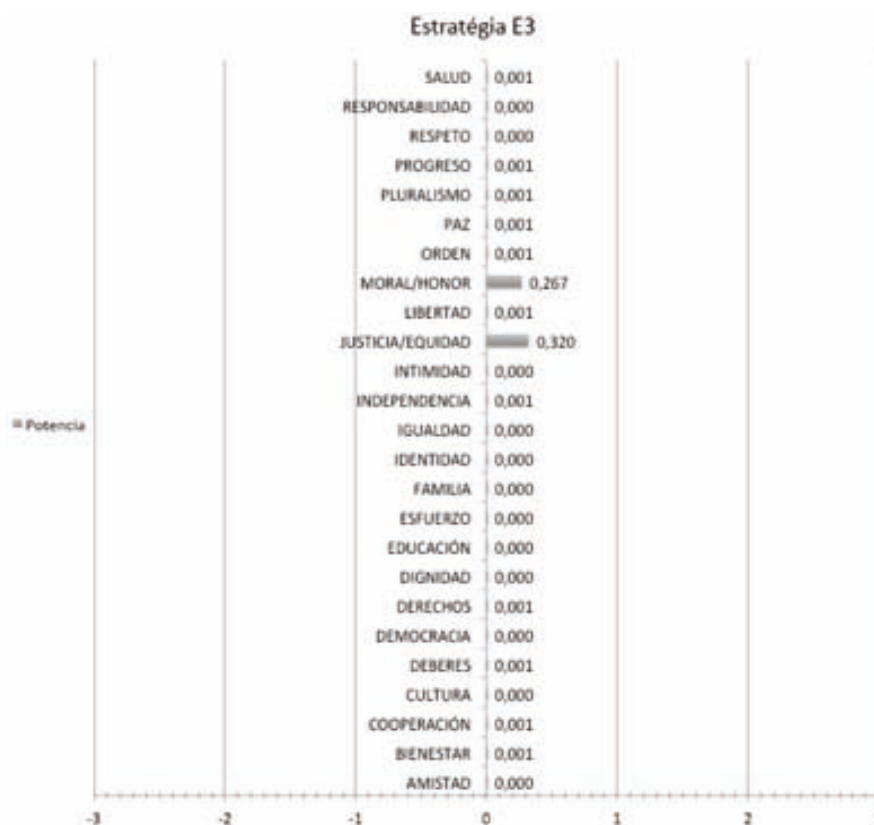 Estratégia E3
SALUD 0,001
RESPONSABILIDAD 0,000
RESPETO 0,000
PROGRESO 0,001
PLURALISMO 0,001
PAZ 0,001
ORDEN 0,001
MORAL/HONOR 0,267
LIBERTAD 0,001
JUSTICIA/EQUIDAD 0,320
INTIMIDAD 0,000
INDEPENDENCIA 0,001
Potencia
IGUALDAD 0,000
IDENTIDAD 0,000
FAMILIA 0,000
ESFUERZO 0,000
EDUCACIÓN 0,000
DIGNIDAD 0,000
DERECHOS 0,001
DEMOCRACIA 0,000
DEBERES 0,001
CULTURA 0,000
COOPERACIÓN 0,001
BIENESTAR 0,001
AMISTAD 0,000
-3 -2 -1 0 1 2